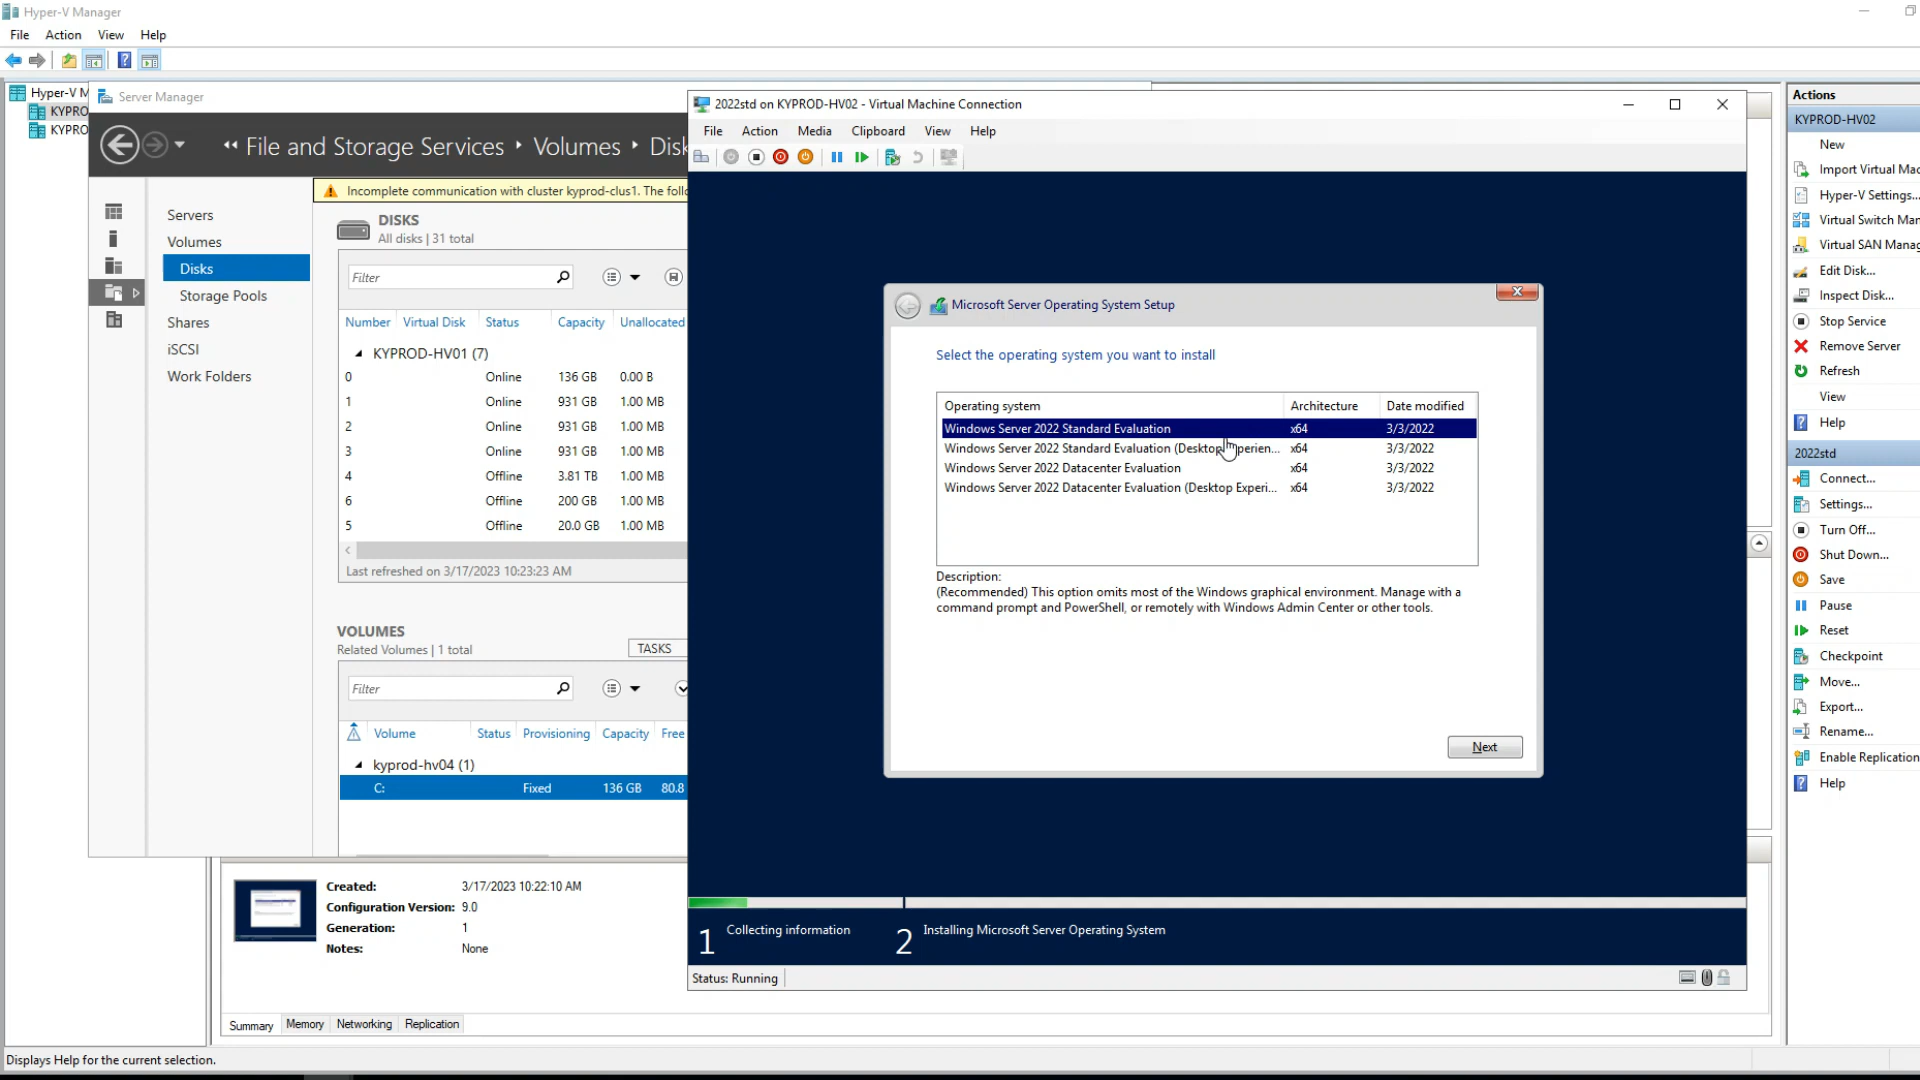 Hyper-V Manager
File Action View Help
Hyper-V M
KYPRO
KYPRO
Server Manager
File and Storage Services Volumes Disk
Incomplete communication with cluster kyprod-clus1. The follo
Servers
Volumes
Disks
Storage Pools
Shares
iSCSI
Work Folders
DISKS
All disks | 31 total
Filter
Number Virtual Disk Status Capacity Unallocated
KYPROD-HV01 (7)
0 Online 136 GB 0.00 B
1 Online 931 GB 1.00 MB
2 Online 931 GB 1.00 MB
3 Online 931 GB 1.00 MB
4 Offline 3.81 TB 1.00 MB
6 Offline 200 GB 1.00 MB
5 Offline 20.0 GB 1.00 MB
Last refreshed on 3/17/2023 10:23:23 AM
VOLUMES
Related Volumes | 1 total
TASKS
Filter
Volume Status Provisioning Capacity Free
kyprod-hv04 (1)
C: Fixed 136 GB 80.8
Created: 3/17/2023 10:22:10 AM
Configuration Version: 9.0
Generation: 1
Notes: None
Summary Memory Networking Replication
Displays Help for the current selection.
2022std on KYPROD-HV02 - Virtual Machine Connection
File Action Media Clipboard View Help
Microsoft Server Operating System Setup
Select the operating system you want to install
Operating system Architecture Date modified
Windows Server 2022 Standard Evaluation x64 3/3/2022
Windows Server 2022 Standard Evaluation (Desktop perien... x64 3/3/2022
Windows Server 2022 Datacenter Evaluation x64 3/3/2022
Windows Server 2022 Datacenter Evaluation (Desktop Experi... x64 3/3/2022
Description:
(Recommended) This option omits most of the Windows graphical environment. Manage with a
command prompt and PowerShell, or remotely with Windows Admin Center or other tools.
Next
1 Collecting information 2 Installing Microsoft Server Operating System
Status: Running
Actions
KYPROD-HV02
New
Import Virtual Mac
Hyper-V Settings...
Virtual Switch Man
Virtual SAN Manag
Edit Disk...
Inspect Disk...
Stop Service
Remove Server
Refresh
View
Help
2022std
Connect...
Settings...
Turn Off...
Shut Down...
Save
Pause
Reset
Checkpoint
Move...
Export...
Rename...
Enable Replication
Help